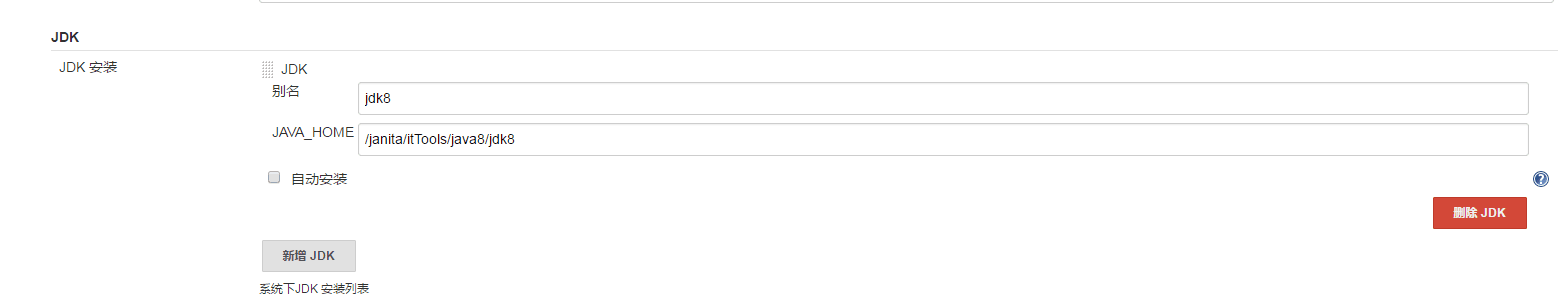 JDK
JDK 安装
JDK
别名
jdk8
JAVA_HOME
/janita/itTools/java8/jdk8
自动安装
?
删除 JDK
新增 JDK
系统下JDK 安装列表